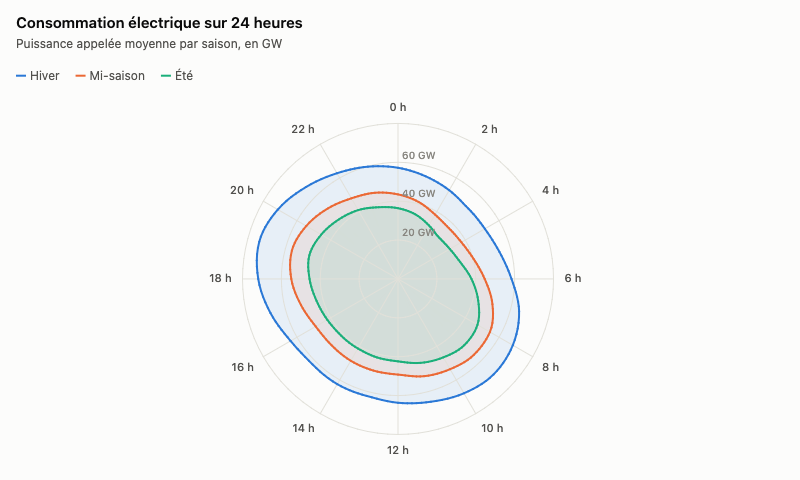 Consommation électrique sur 24 heures
Puissance appelée moyenne par saison, en GW
Hiver Mi-saison Été
0 h
22 h 2 h
60 GW
20 h 40 GW 4 h
20 GW
18 h 6 h
16 h 8 h
14 h 10 h
12 h